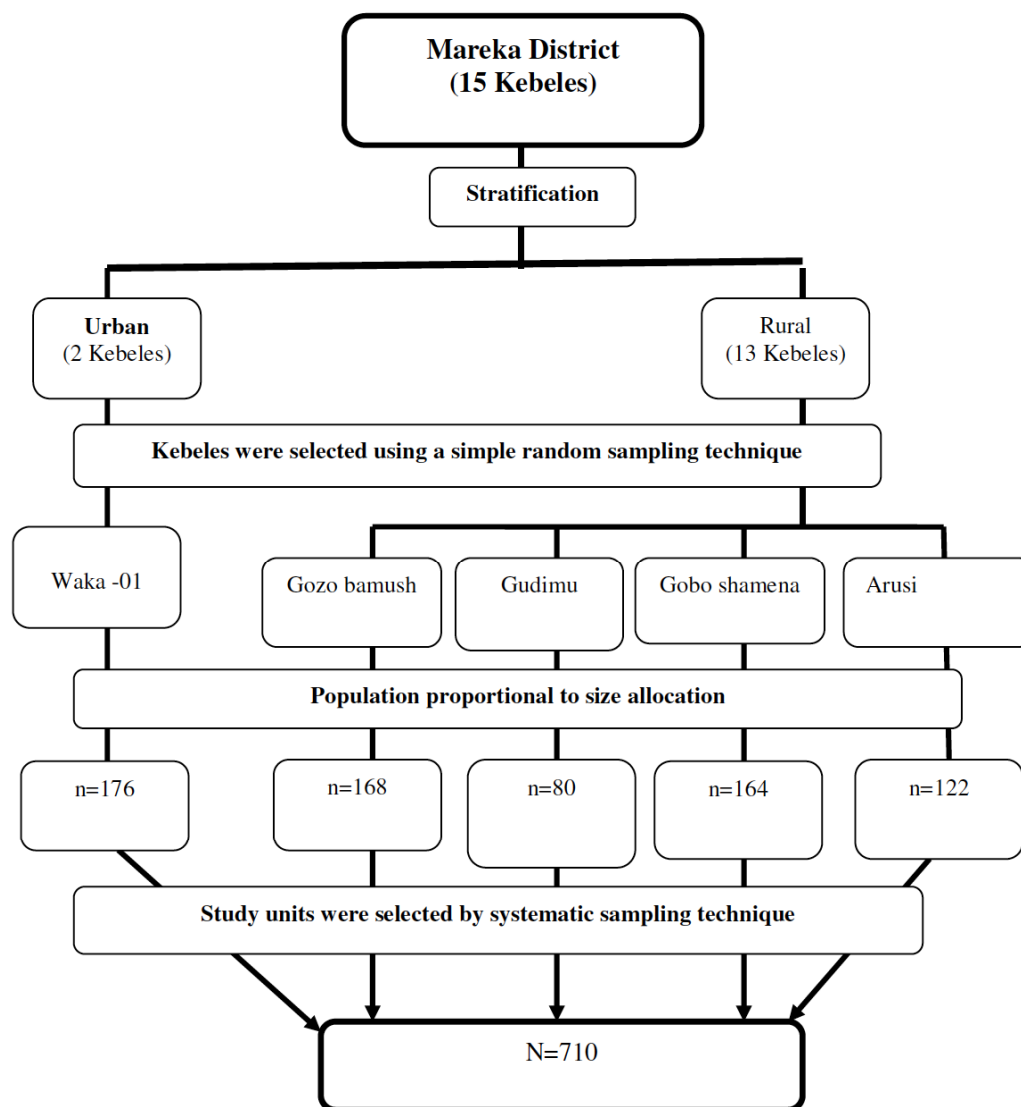 Mareka District
(15 Kebeles)
Stratification
Urban
(2 Kebeles)
Rural
(13 Kebeles)
Kebeles were selected using a simple random sampling technique
Waka -01
Gozo bamush
Gudimu
Gobo shamena
Arusi
Population proportional to size allocation
n=176
n=168
n=80
n=164
n=122
Study units were selected by systematic sampling technique
N=710